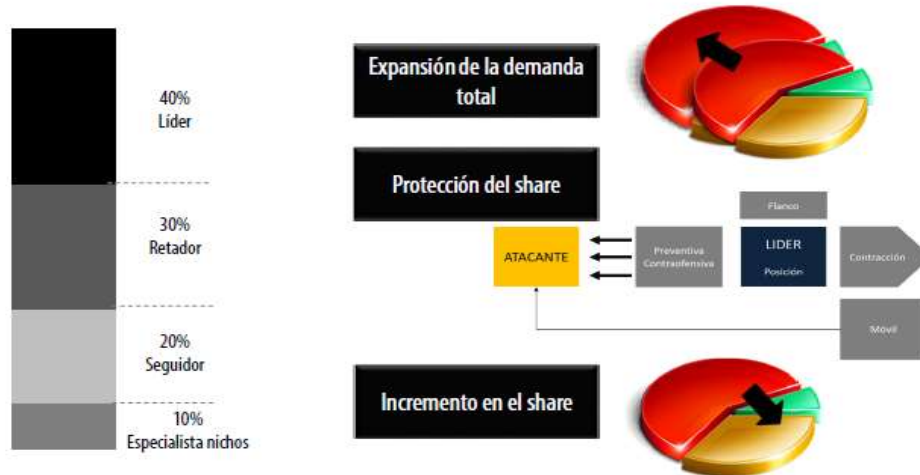 40%
Líder
30%
Retador
20%
Seguidor
10%
Especialista nichos
Expansión de la demanda
total
Protección del share
Flanco
ATACANTE
Preventiva
Contraofensiva
LIDER
Posición
Contracción
Móvil
Incremento en el share